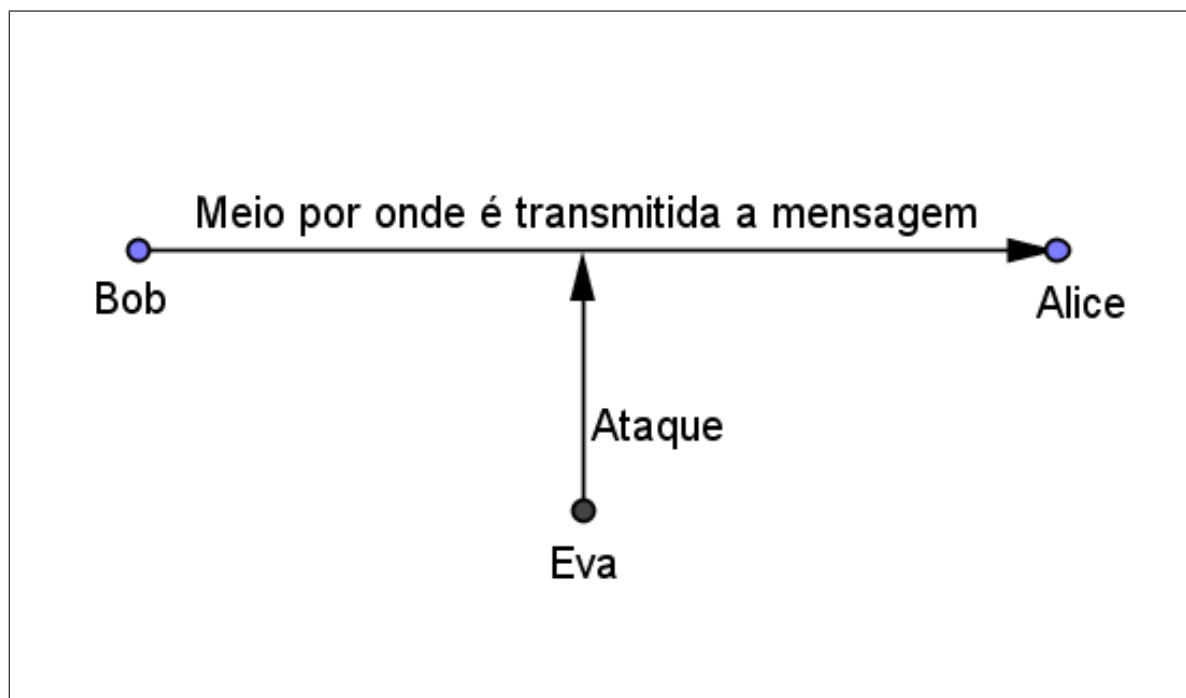 Meio por onde é transmitida a mensagem
Bob
Alice
Ataque
Eva